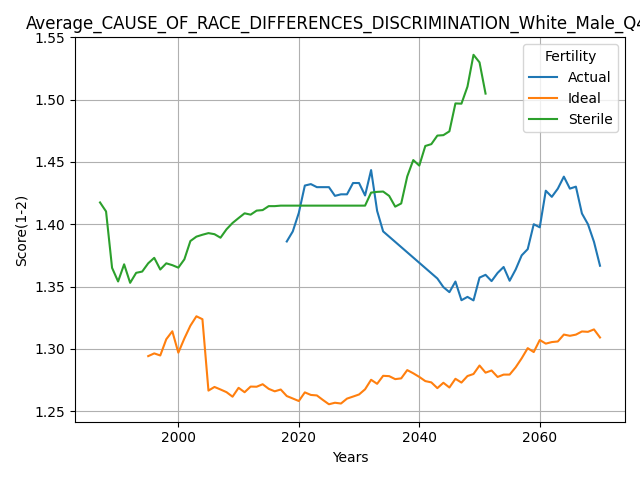 Average_CAUSE_OF_RACE_DIFFERENCES_DISCRIMINATION_White_Male_Q4
Fertility
Actual
Ideal
Sterile
Score(1-2)
1.55
1.50
1.45
1.40
1.35
1.30
1.25
2000 2020 2040 2060
Years